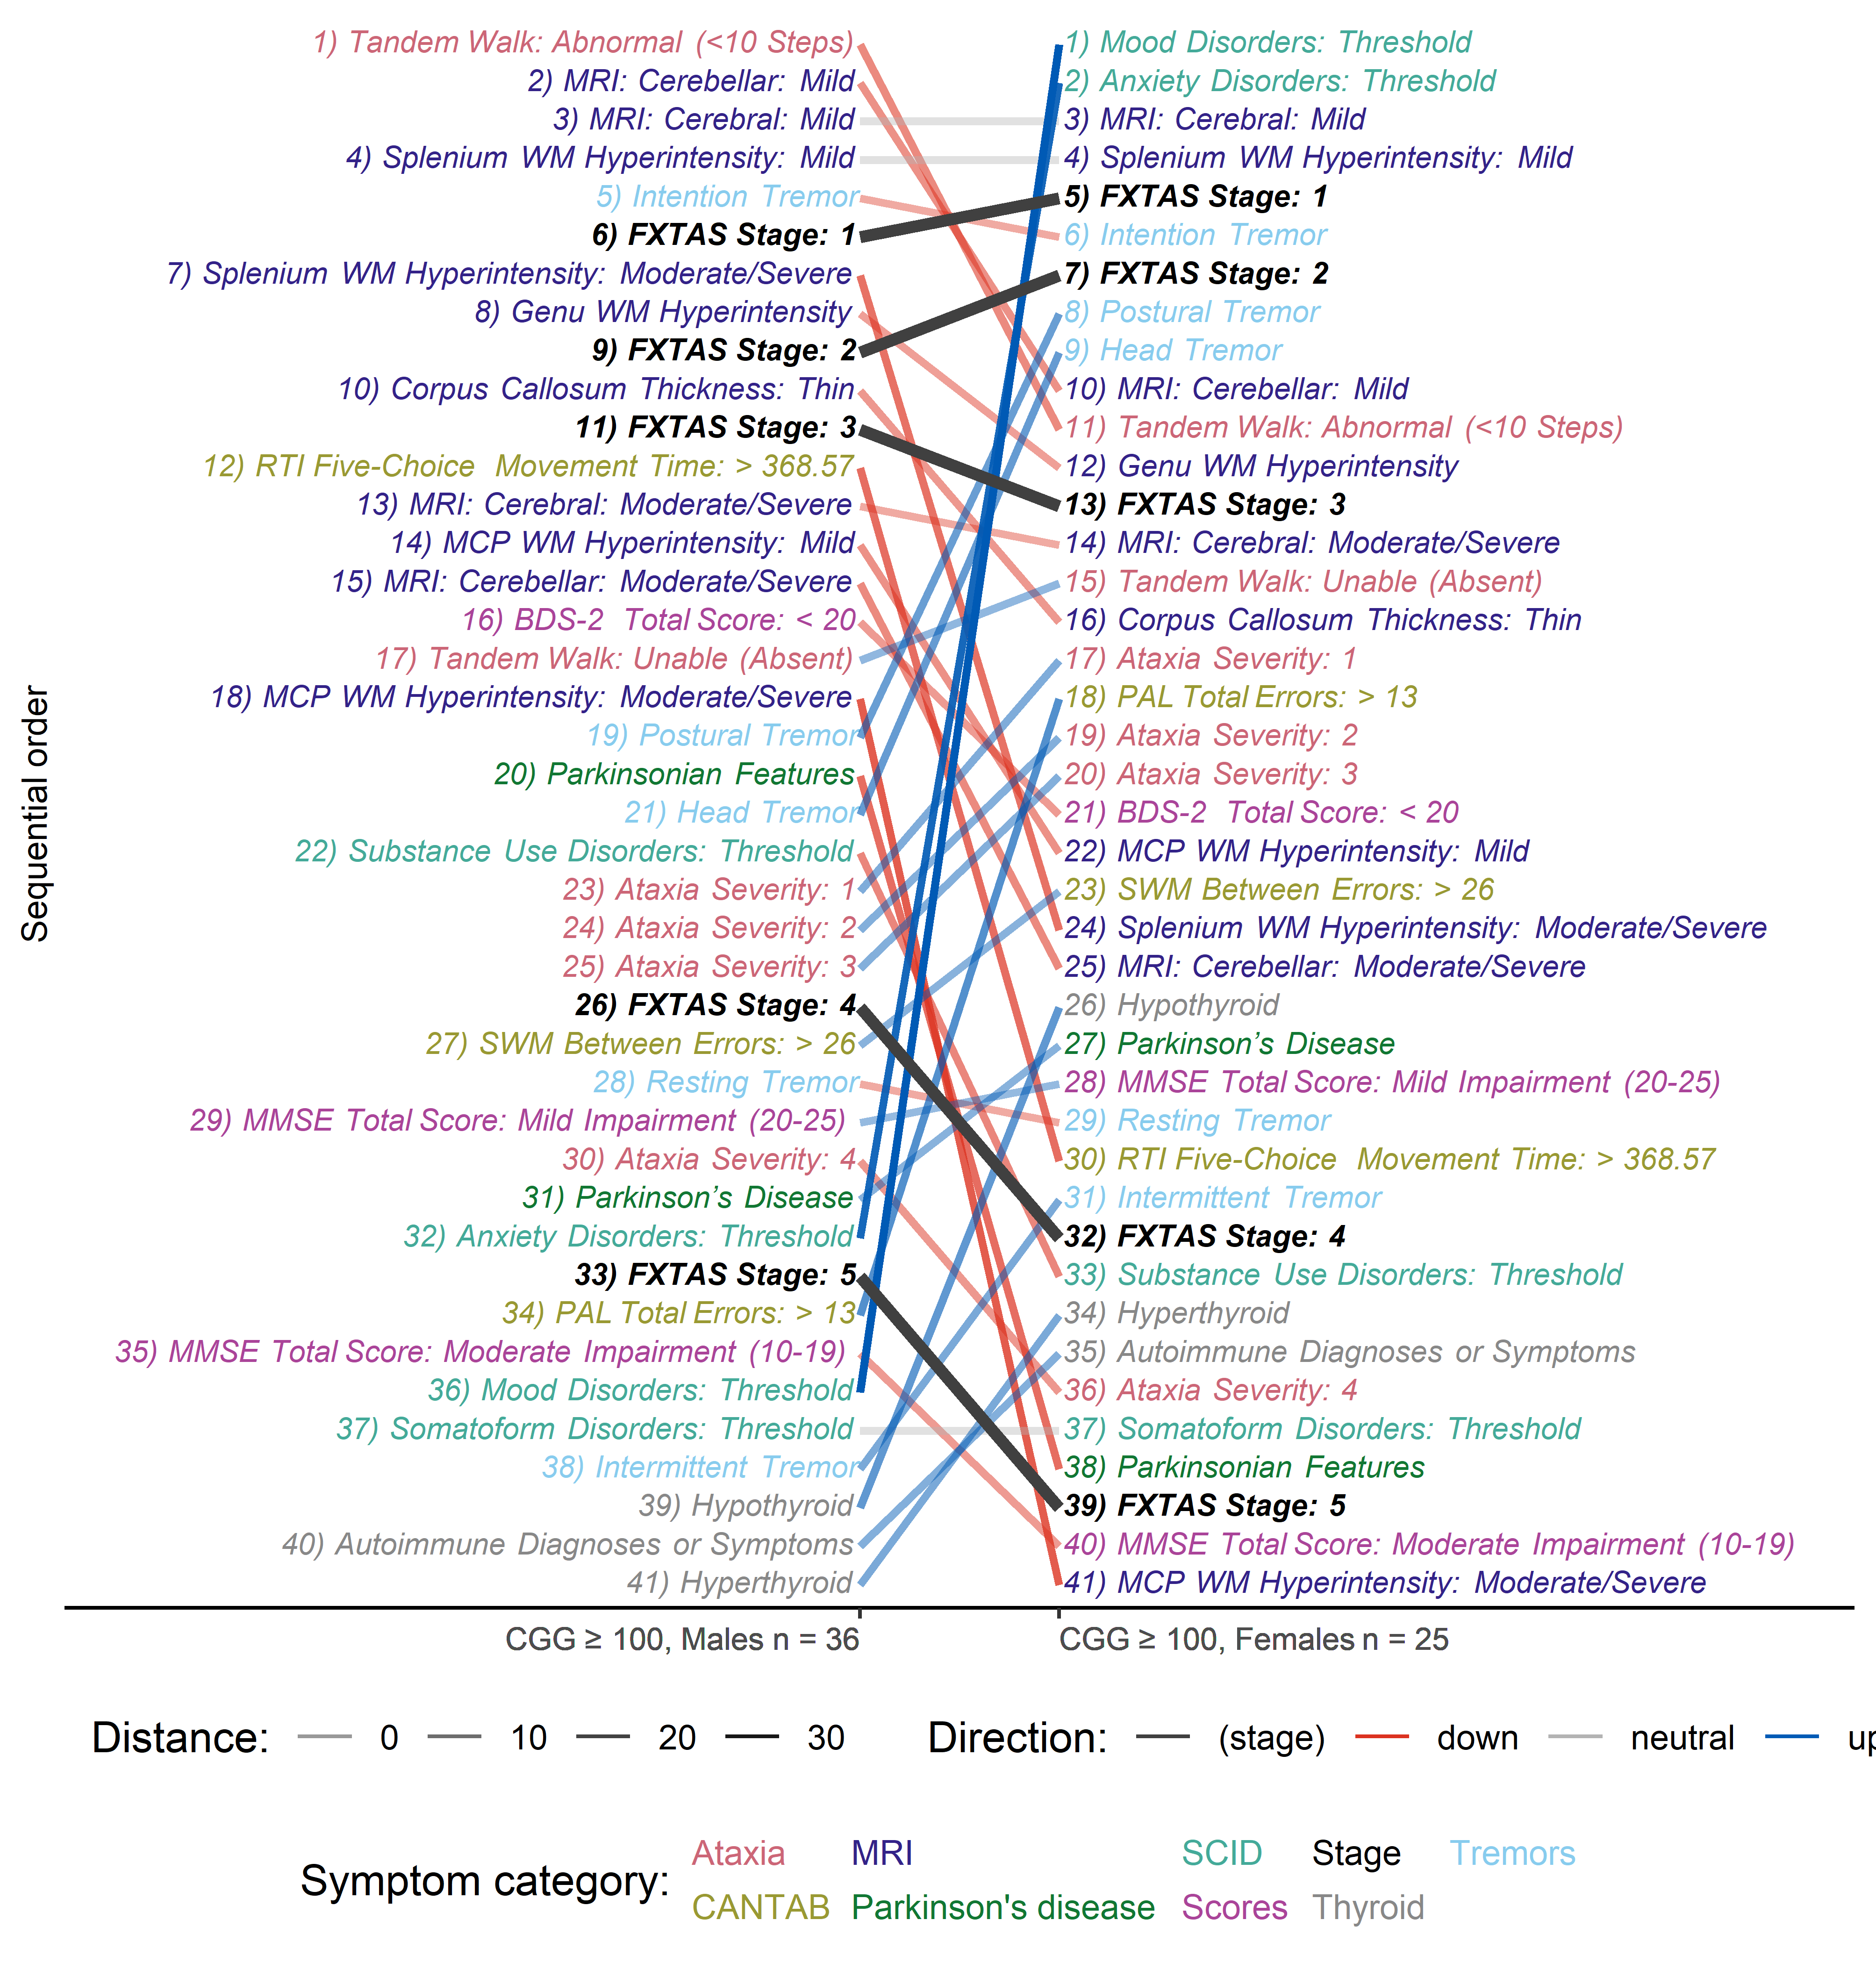 1) Tandem Walk: Abnormal (<10 Steps)
2) MRI: Cerebellar: Mild
3) MRI: Cerebral: Mild
4) Splenium WM Hyperintensity: Mild
5) Intention Tremor
6) FXTAS Stage: 1
7) Splenium WM Hyperintensity: Moderate/Severe
8) Genu WM Hyperintensity
9) FXTAS Stage: 2
10) Corpus Callosum Thickness: Thin
11) FXTAS Stage: 3
12) RTI Five-Choice Movement Time: > 368.57
13) MRI: Cerebral: Moderate/Severe
14) MCP WM Hyperintensity: Mild
15) MRI: Cerebellar: Moderate/Severe
16) BDS-2 Total Score: < 20
17) Tandem Walk: Unable (Absent)
18) MCP WM Hyperintensity: Moderate/Severe
19) Postural Tremor
20) Parkinsonian Features
21) Head Tremor
22) Substance Use Disorders: Threshold
23) Ataxia Severity: 1
24) Ataxia Severity: 2
25) Ataxia Severity: 3
26) FXTAS Stage: 4
27) SWM Between Errors: > 26
28) Resting Tremor
29) MMSE Total Score: Mild Impairment (20-25)
30) Ataxia Severity: 4
31) Parkinson's Disease
32) Anxiety Disorders: Threshold
33) FXTAS Stage: 5
34) PAL Total Errors: > 13
35) MMSE Total Score: Moderate Impairment (10-19)
36) Mood Disorders: Threshold
37) Somatoform Disorders: Threshold
38) Intermittent Tremor
39) Hypothyroid
40) Autoimmune Diagnoses or Symptoms
41) Hyperthyroid
1) Mood Disorders: Threshold
2) Anxiety Disorders: Threshold
3) MRI: Cerebral: Mild
4) Splenium WM Hyperintensity: Mild
5) FXTAS Stage: 1
6) Intention Tremor
7) FXTAS Stage: 2
8) Postural Tremor
9) Head Tremor
10) MRI: Cerebellar: Mild
11) Tandem Walk: Abnormal (<10 Steps)
12) Genu WM Hyperintensity
13) FXTAS Stage: 3
14) MRI: Cerebral: Moderate/Severe
15) Tandem Walk: Unable (Absent)
16) Corpus Callosum Thickness: Thin
17) Ataxia Severity: 1
18) PAL Total Errors: > 13
19) Ataxia Severity: 2
20) Ataxia Severity: 3
21) BDS-2 Total Score: < 20
22) MCP WM Hyperintensity: Mild
23) SWM Between Errors: > 26
24) Splenium WM Hyperintensity: Moderate/Severe
25) MRI: Cerebellar: Moderate/Severe
26) Hypothyroid
27) Parkinson's Disease
28) MMSE Total Score: Mild Impairment (20-25)
29) Resting Tremor
30) RTI Five-Choice Movement Time: > 368.57
31) Intermittent Tremor
32) FXTAS Stage: 4
33) Substance Use Disorders: Threshold
34) Hyperthyroid
35) Autoimmune Diagnoses or Symptoms
36) Ataxia Severity: 4
37) Somatoform Disorders: Threshold
38) Parkinsonian Features
39) FXTAS Stage: 5
40) MMSE Total Score: Moderate Impairment (10-19)
41) MCP WM Hyperintensity: Moderate/Severe
Sequential order
CGG ≥ 100, Males n = 36
CGG ≥ 100, Females n = 25
Distance: 0 10 20 30
Direction: (stage) down neutral
Symptom category:
Ataxia MRI SCID Stage Tremors
CANTAB Parkinson's disease Scores Thyroid